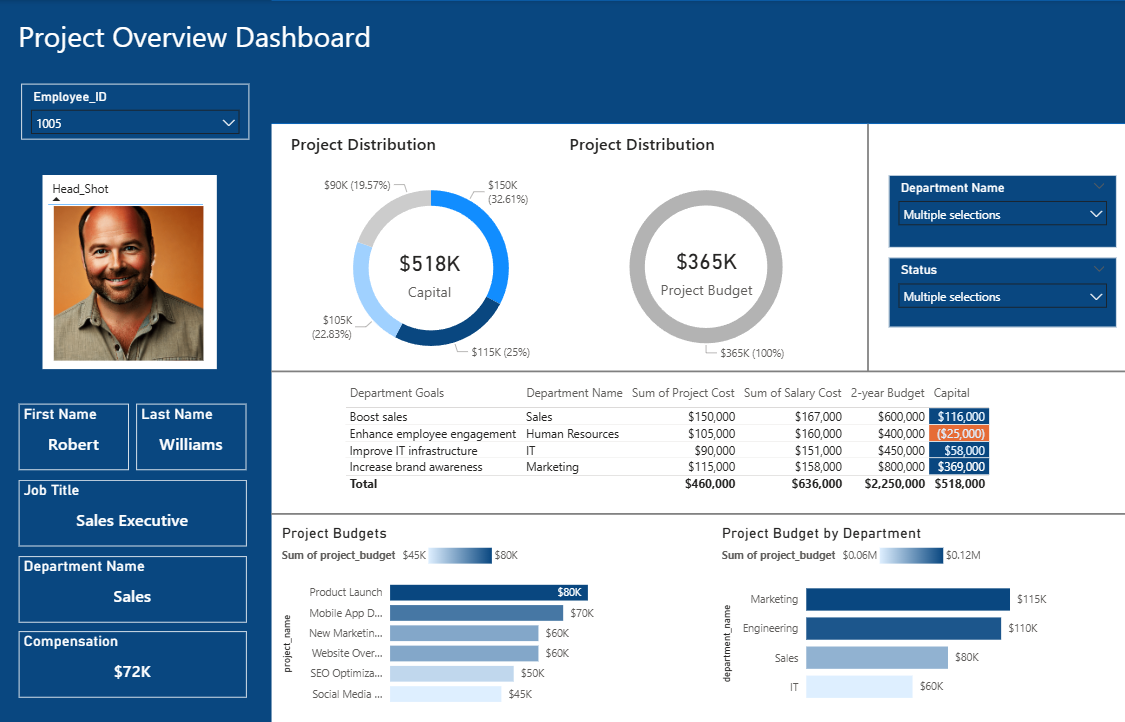 Project Overview Dashboard
Employee_ID
1005
Head_Shot
First Name
Robert
Last Name
Williams
Job Title
Sales Executive
Department Name
Sales
Compensation
$72K
Project Distribution
$90K (19.57%)
$150K
(32.61%)
$518K
Capital
$105K
(22.83%)
$115K (25%)
Project Distribution
$365K
Project Budget
$365K (100%)
Department Name
Multiple selections
Status
Multiple selections
Department Goals Department Name Sum of Project Cost Sum of Salary Cost 2-year Budget Capital
Boost sales Sales $150,000 $167,000 $600,000 $116,000
Enhance employee engagement Human Resources $105,000 $160,000 $400,000 ($25,000)
Improve IT infrastructure IT $90,000 $151,000 $450,000 $58,000
Increase brand awareness Marketing $115,000 $158,000 $800,000 $369,000
Total $460,000 $636,000 $2,250,000 $518,000
Project Budgets
Sum of project_budget $45K $80K
project_name
Product Launch $80K
Mobile App D... $70K
New Marketin... $60K
Website Over... $60K
SEO Optimiza... $50K
Social Media ... $45K
Project Budget by Department
Sum of project_budget $0.06M $0.12M
department_name
Marketing $115K
Engineering $110K
Sales $80K
IT $60K